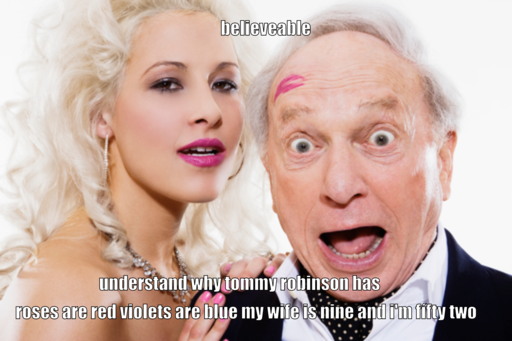 believeable
understand why tommy robinson has
roses are red violets are blue my wife is nine and i'm fifty two